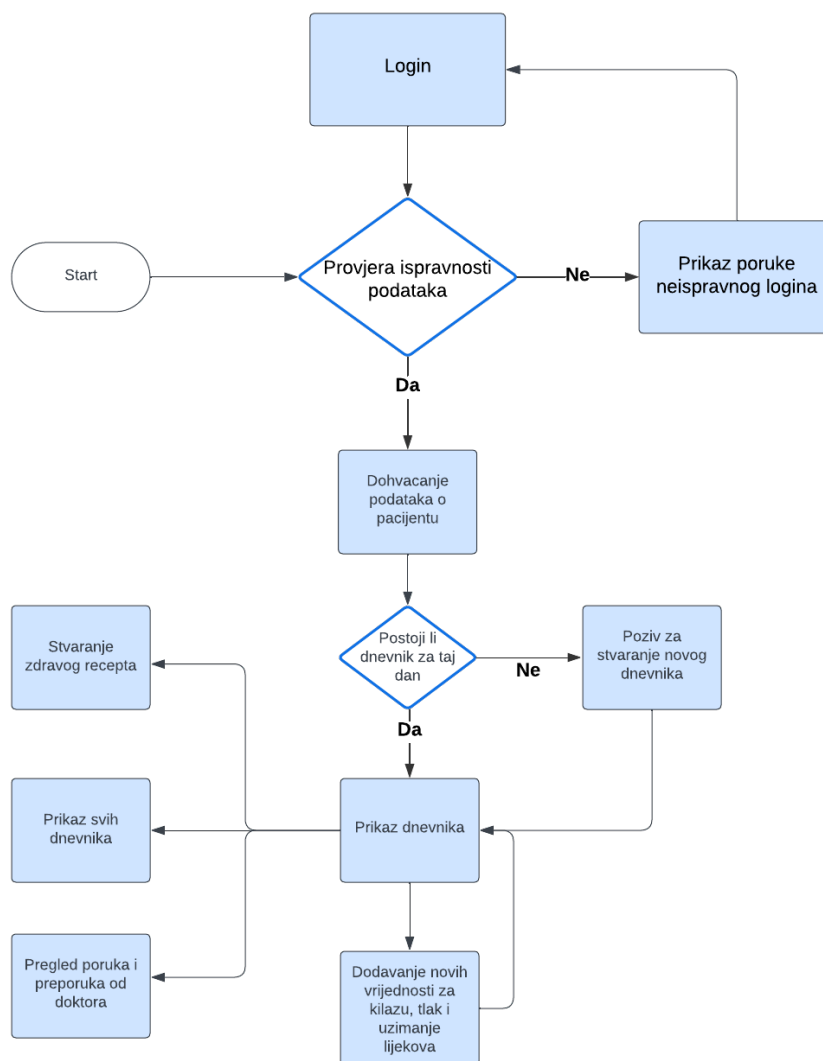 Login
Start
Provjera ispravnosti
podataka
Ne
Prikaz poruke
neispravnog logina
Da
Dohvacanje
podataka o
pacijentu
Stvaranje
zdravog recepta
Postoji li
dnevnik za taj
dan
Ne
Poziv za
stvaranje novog
dnevnika
Da
Prikaz svih
dnevnika
Prikaz dnevnika
Pregled poruka i
preporuka od
doktora
Dodavanje novih
vrijednosti za
kilazu, tlak i
uzimanje
lijekova